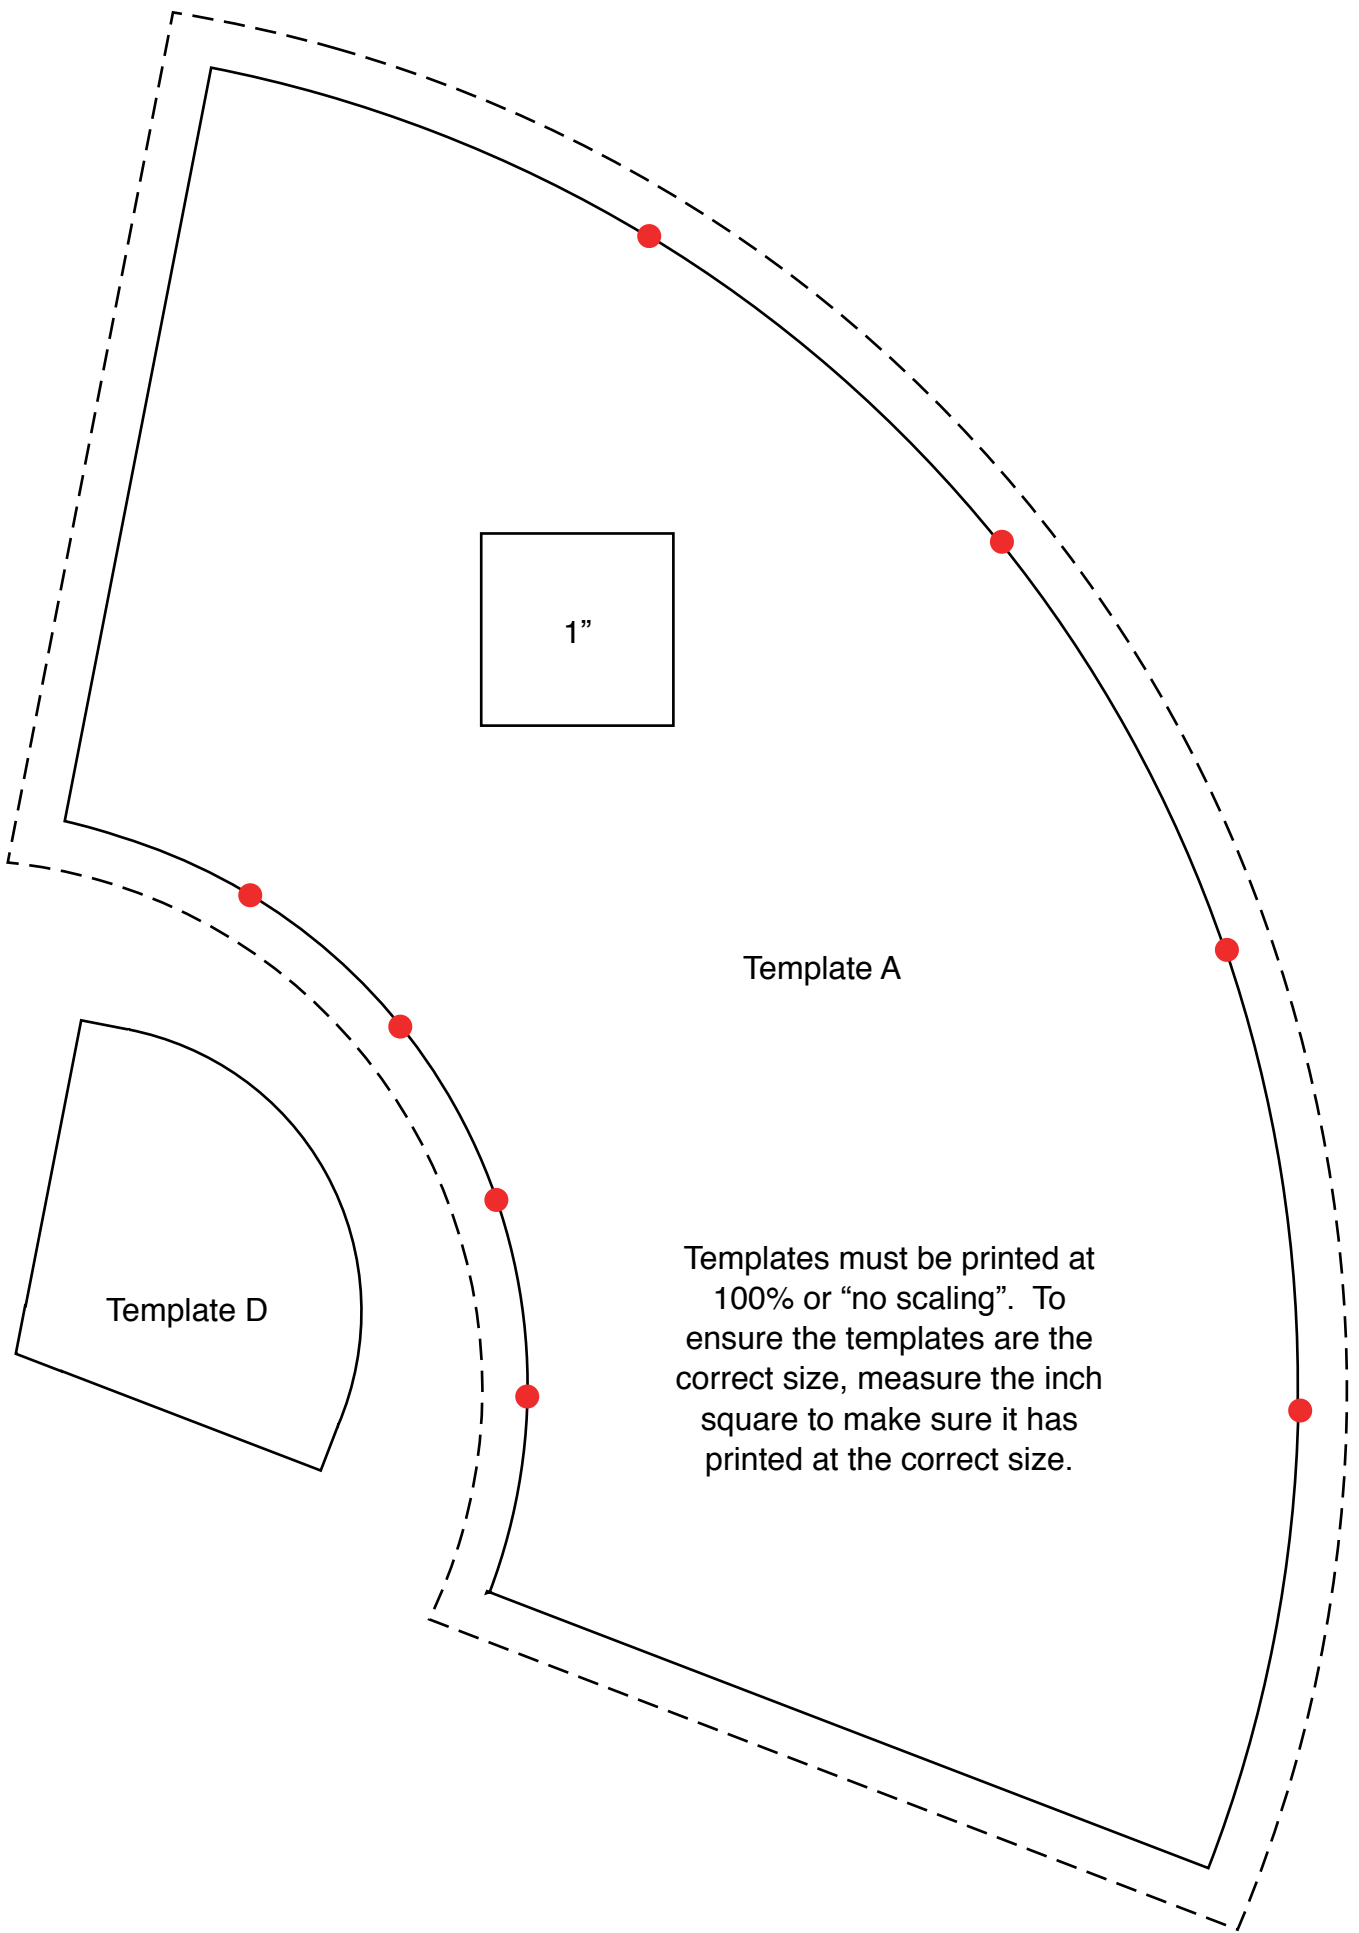 1”
Template A
Template D
Templates must be printed at
100% or “no scaling”.  To
ensure the templates are the
correct size, measure the inch
square to make sure it has
printed at the correct size.